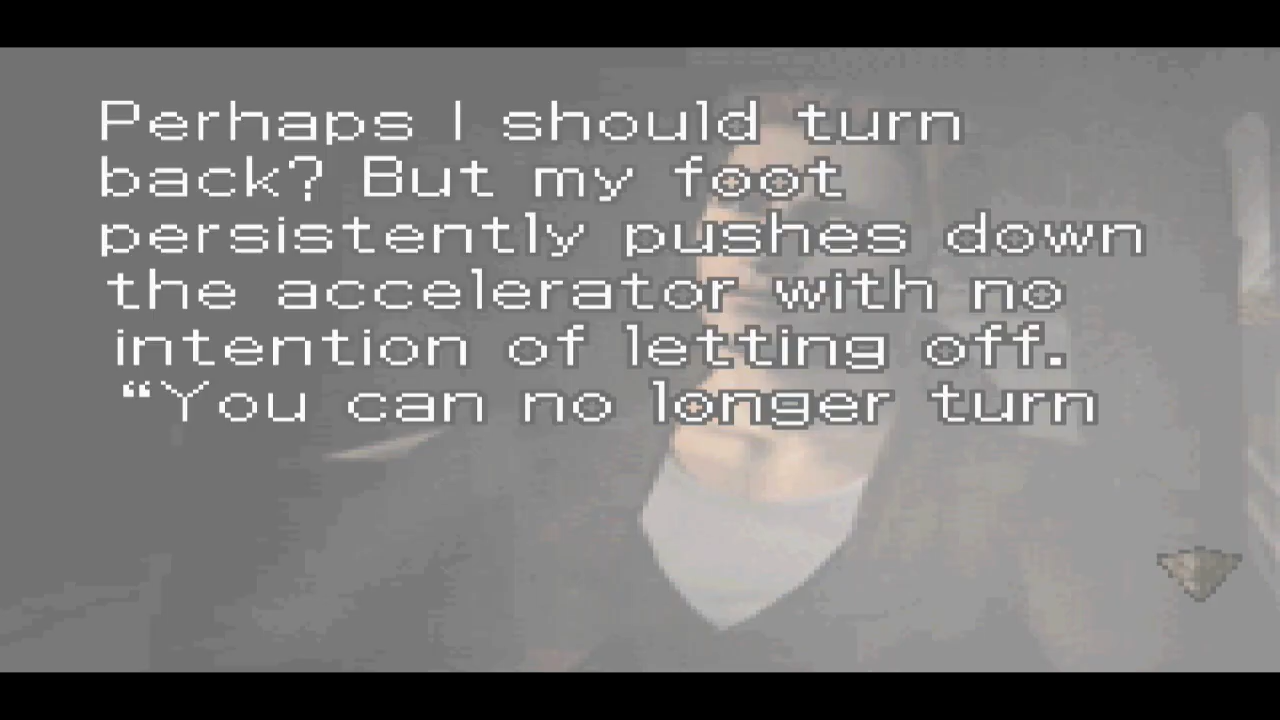 Perhaps I should turn
back? But my foot
persistently pushes down
the accelerator with no
intention of letting off.
“You can no longer turn